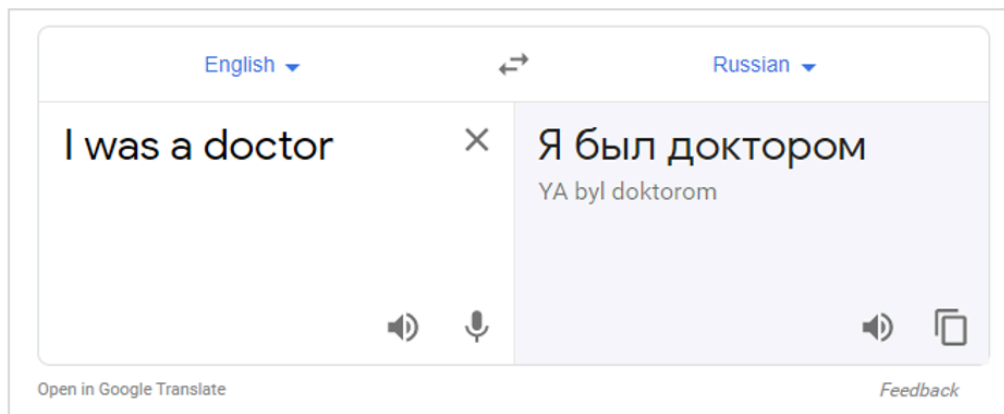 English
Russian
I was a doctor
Я был доктором
YA byl doktorom
Open in Google Translate
Feedback